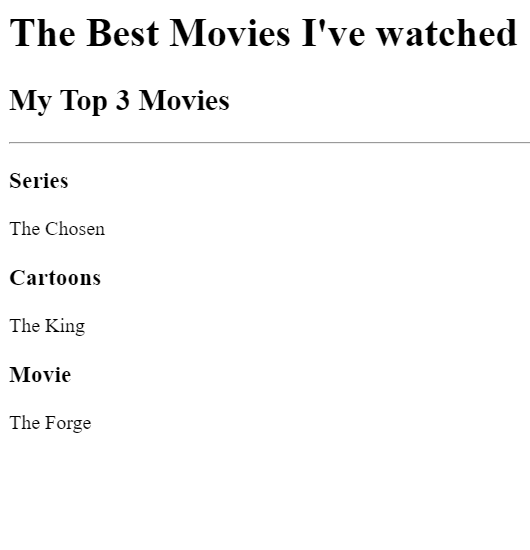 The Best Movies I've watched
My Top 3 Movies
Series
The Chosen
Cartoons
The King
Movie
The Forge